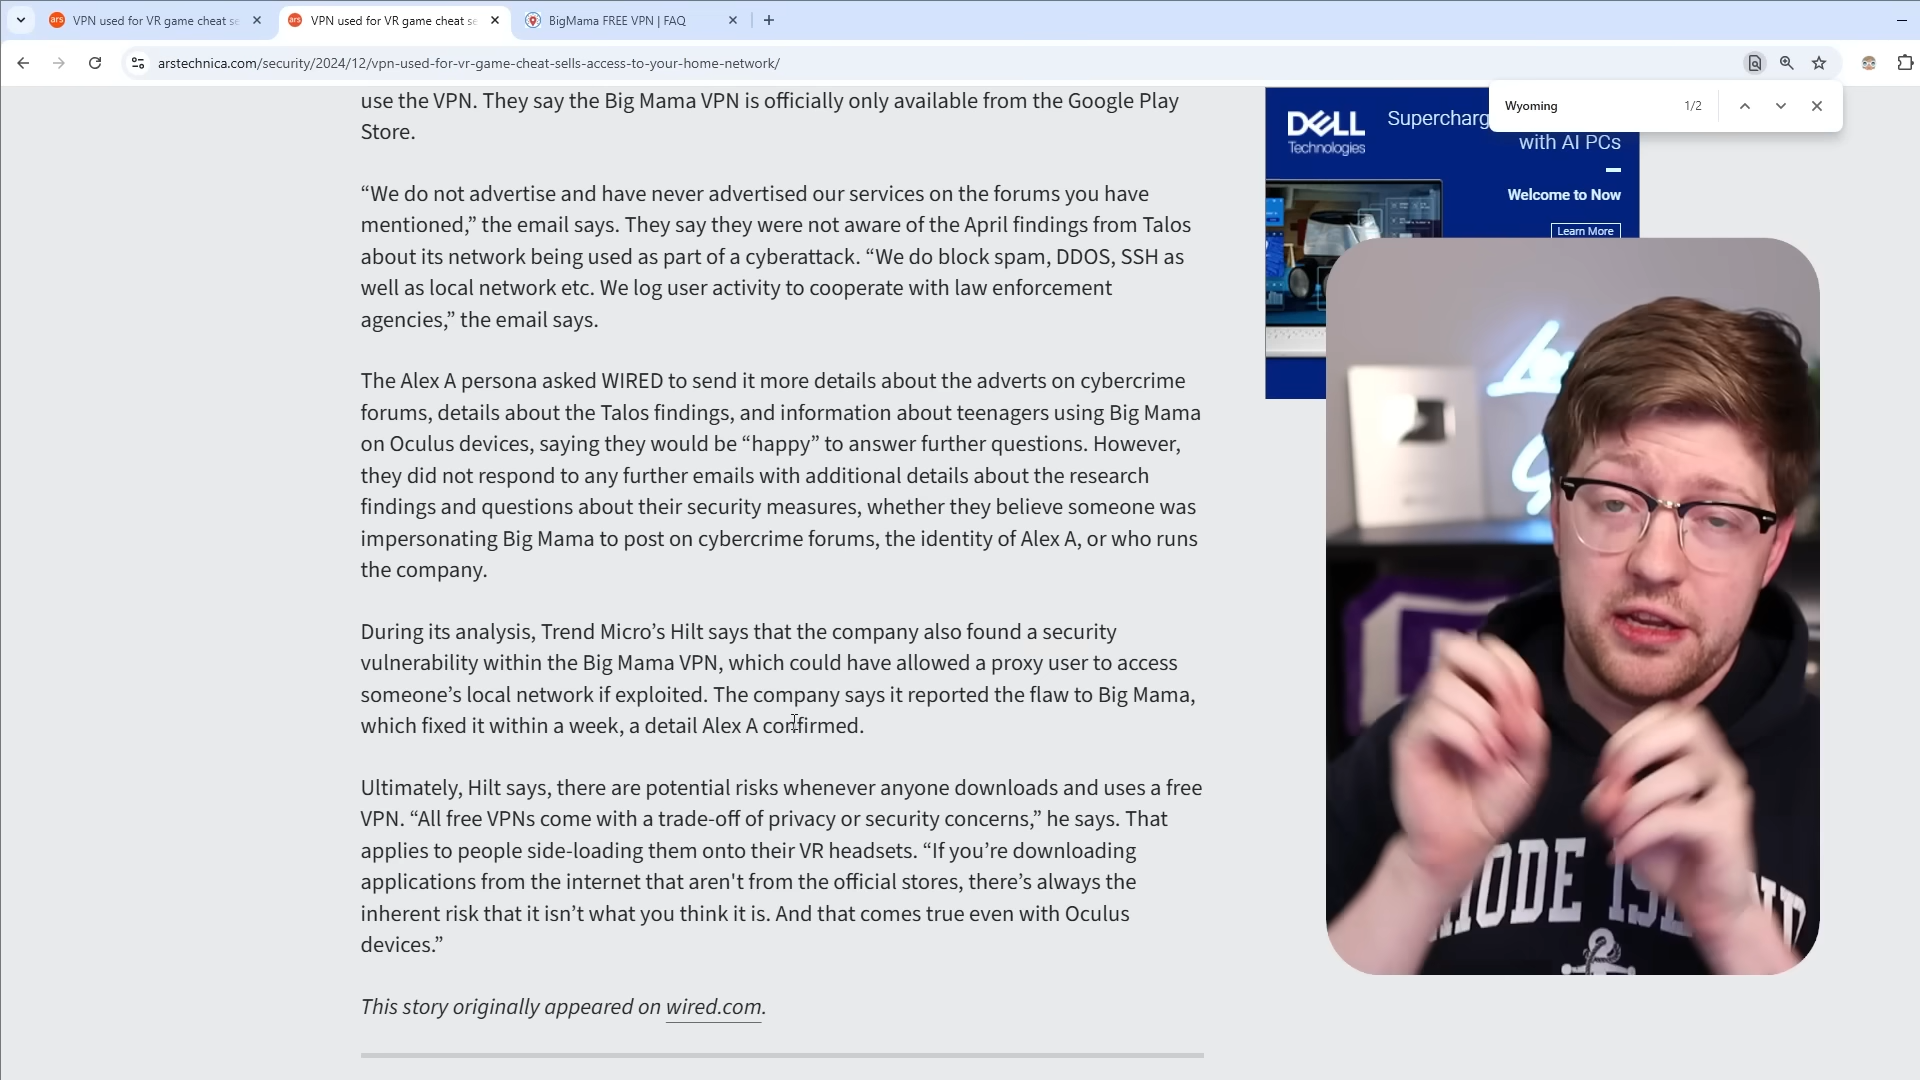 VPN used for VR game cheat se
VPN used for VR game cheat se
BigMama FREE VPN | FAQ
arstechnica.com/security/2024/12/vpn-used-for-vr-game-cheat-sells-access-to-your-home-network/
Wyoming
1/2
use the VPN. They say the Big Mama VPN is officially only available from the Google Play
Store.
“We do not advertise and have never advertised our services on the forums you have
mentioned,” the email says. They say they were not aware of the April findings from Talos
about its network being used as part of a cyberattack. “We do block spam, DDOS, SSH as
well as local network etc. We log user activity to cooperate with law enforcement
agencies,” the email says.
The Alex A persona asked WIRED to send it more details about the adverts on cybercrime
forums, details about the Talos findings, and information about teenagers using Big Mama
on Oculus devices, saying they would be “happy” to answer further questions. However,
they did not respond to any further emails with additional details about the research
findings and questions about their security measures, whether they believe someone was
impersonating Big Mama to post on cybercrime forums, the identity of Alex A, or who runs
the company.
During its analysis, Trend Micro’s Hilt says that the company also found a security
vulnerability within the Big Mama VPN, which could have allowed a proxy user to access
someone’s local network if exploited. The company says it reported the flaw to Big Mama,
which fixed it within a week, a detail Alex A confirmed.
Ultimately, Hilt says, there are potential risks whenever anyone downloads and uses a free
VPN. “All free VPNs come with a trade-off of privacy or security concerns,” he says. That
applies to people side-loading them onto their VR headsets. “If you’re downloading
applications from the internet that aren't from the official stores, there’s always the
inherent risk that it isn’t what you think it is. And that comes true even with Oculus
devices.”
This story originally appeared on wired.com.
DELL
Technologies
Supercharg
with AI PCs
Welcome to Now
Learn More